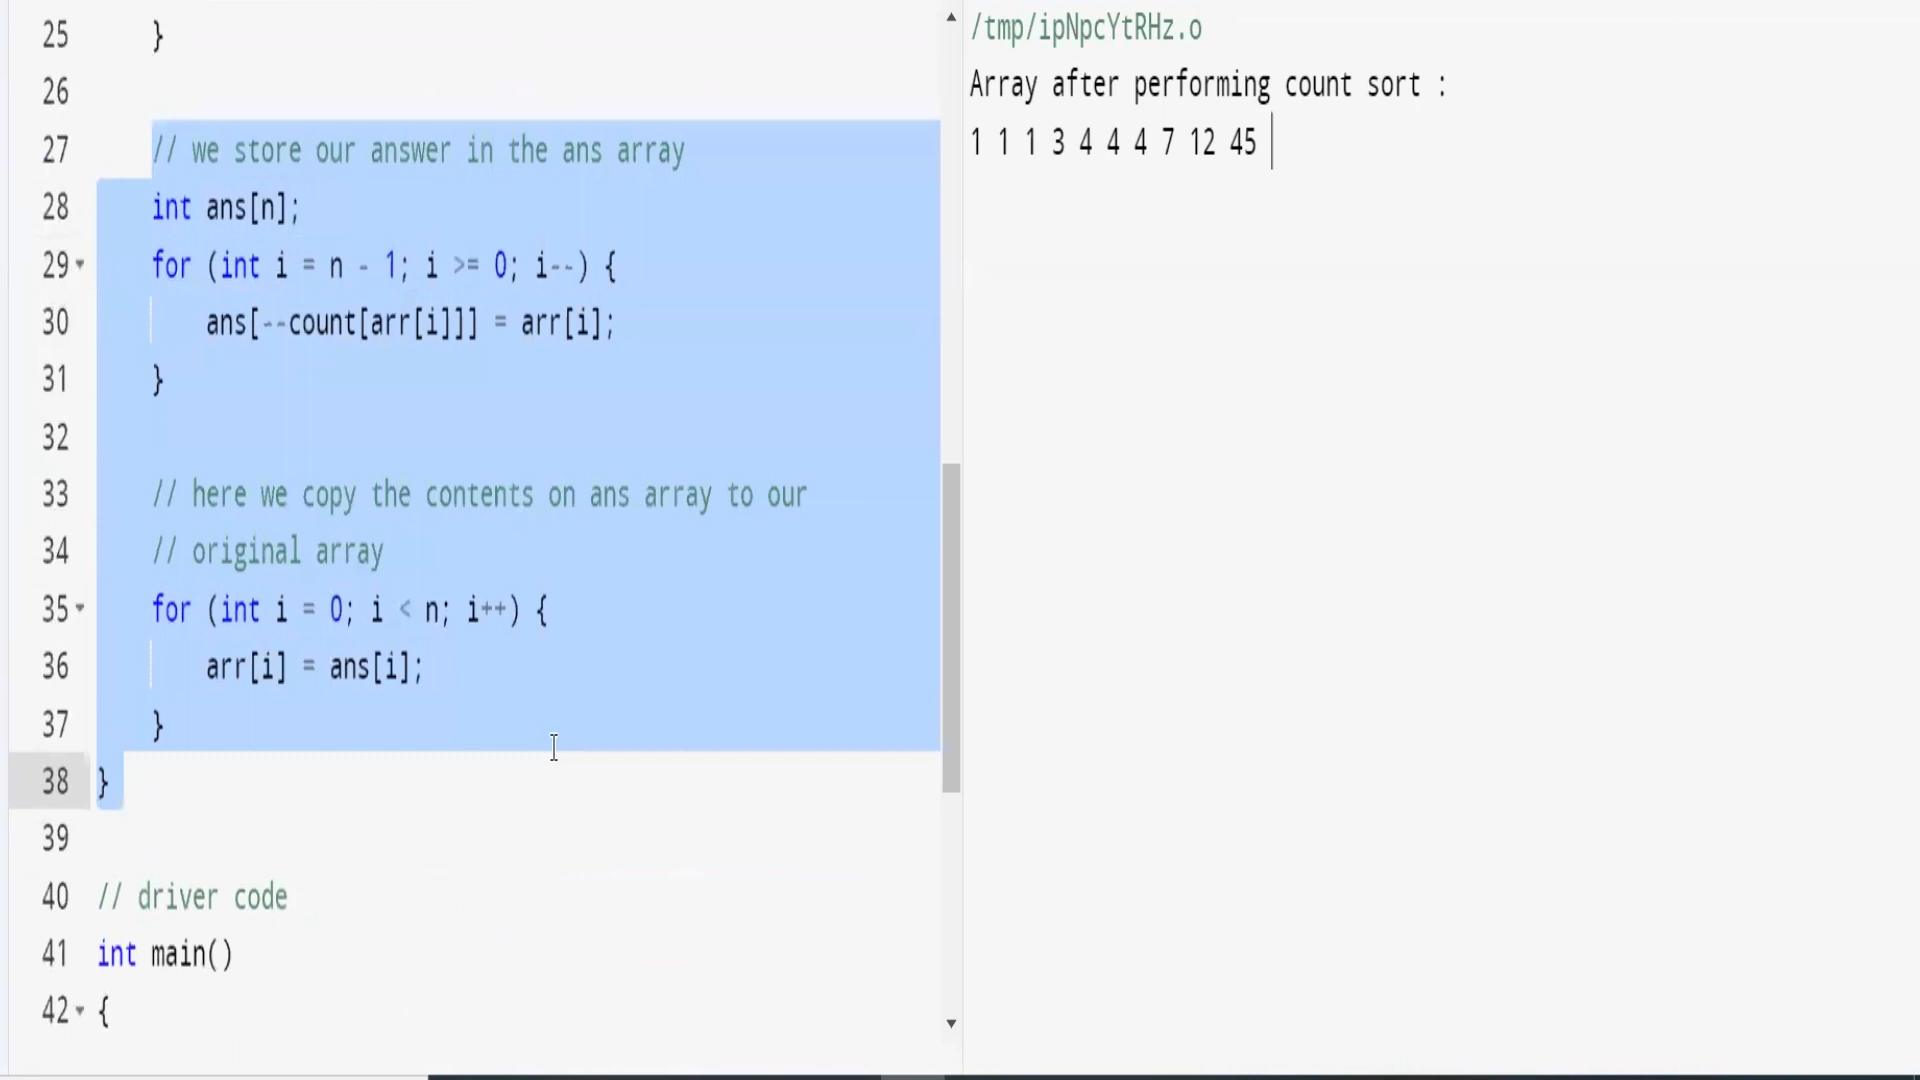 25 }
26
27 // we store our answer in the ans array
28 int ans[n];
29 for (int i = n - 1; i >= 0; i--) {
30 ans[--count[arr[i]]] = arr[i];
31 }
32
33 // here we copy the contents on ans array to our
34 // original array
35 for (int i = 0; i < n; i++) {
36 arr[i] = ans[i];
37 }
38 }
39
40 // driver code
41 int main()
42 {
/tmp/ipNpcYtRHz.o
Array after performing count sort :
1 1 1 3 4 4 4 7 12 45